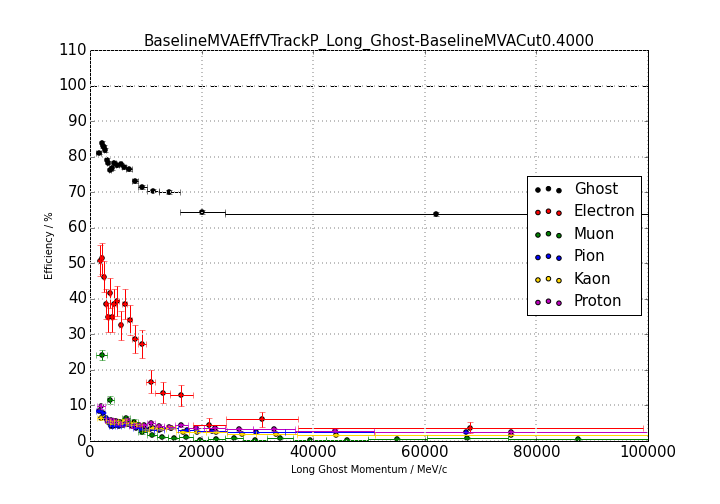 BaselineMVAEffVTrackP_Long_Ghost-BaselineMVACut0.4000
110
100
90
80
70
60
50
40
30
20
10
0
Efficiency / %
Ghost
Electron
Muon
Pion
Kaon
Proton
0 20000 40000 60000 80000 100000
Long Ghost Momentum / MeV/c